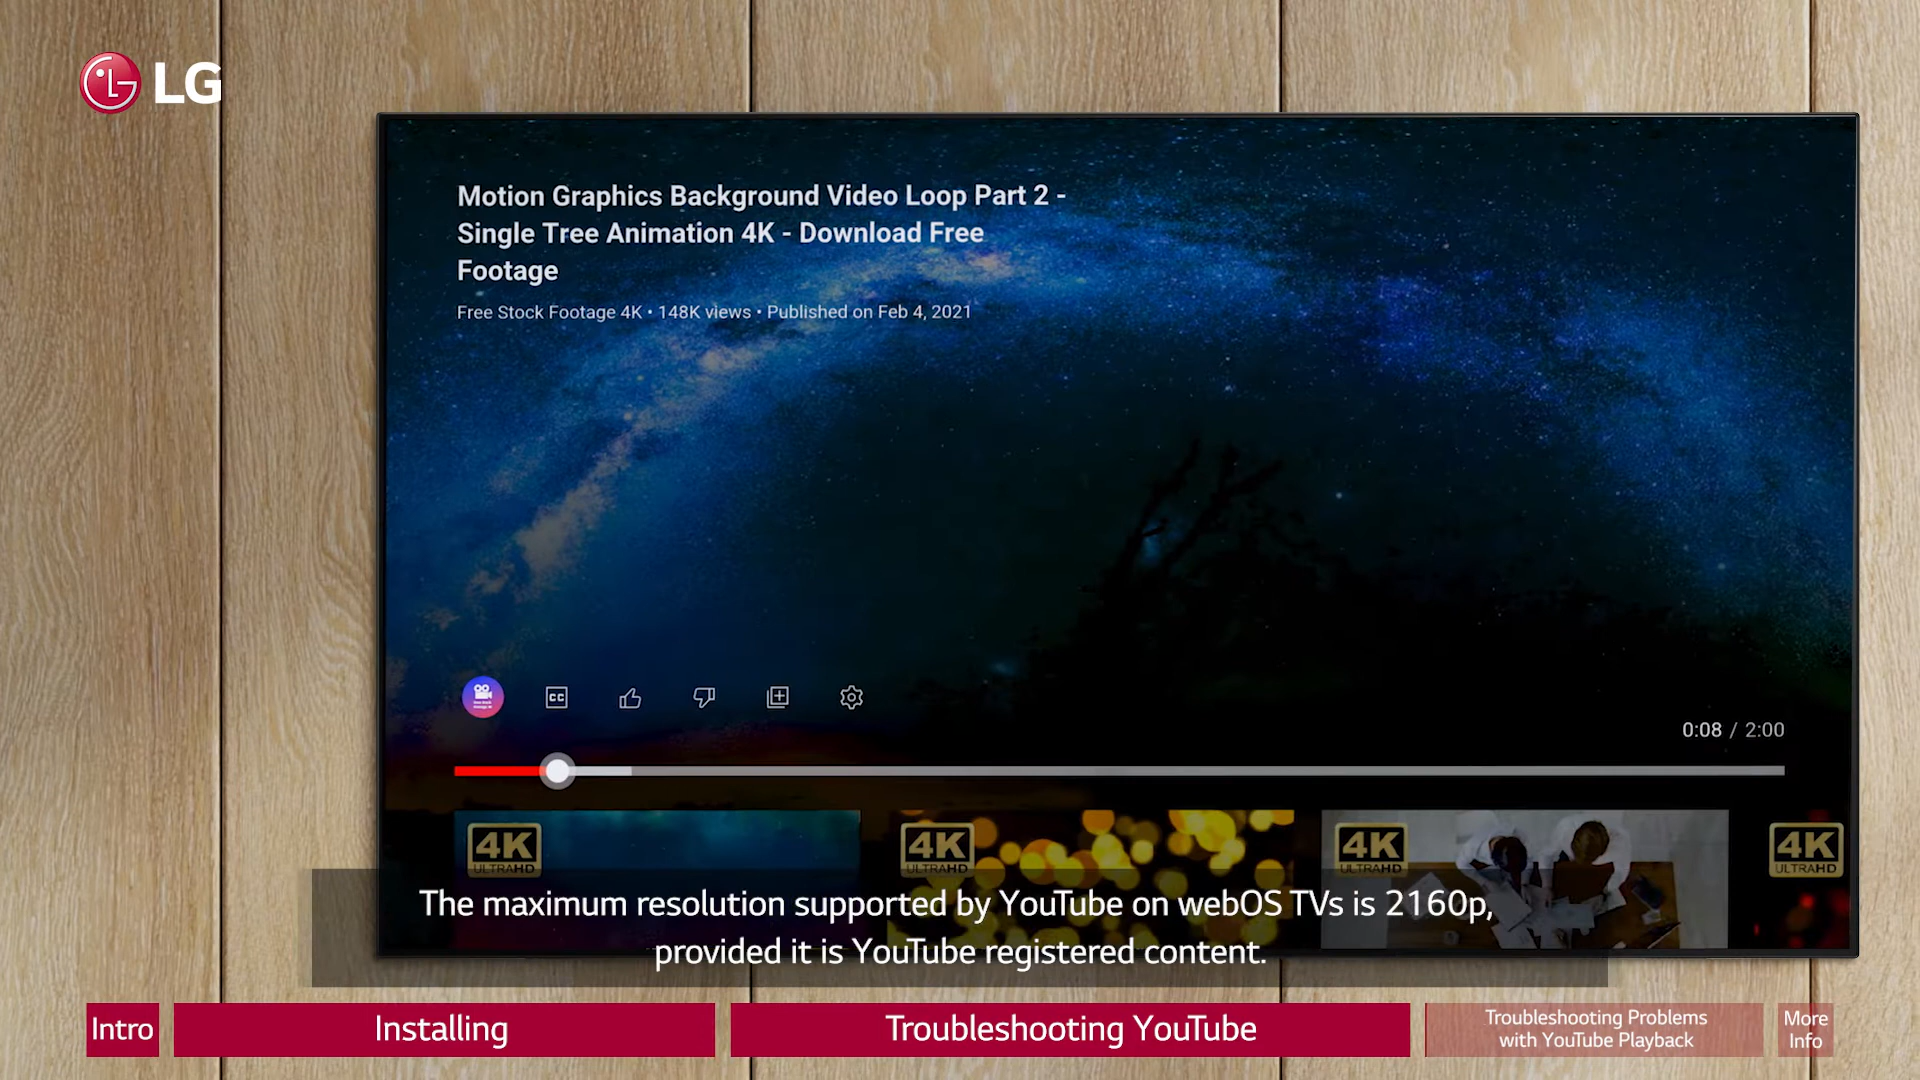 LG
Motion Graphics Background Video Loop Part 2 -
Single Tree Animation 4K - Download Free
Footage
Free Stock Footage 4K • 148K views • Published on Feb 4, 2021
CC
0:08 / 2:00
4K
ULTRAHD
4K
ULTRAHD
4K
ULTRAHD
4K
ULTRAHD
The maximum resolution supported by YouTube on webOS TVs is 2160p,
provided it is YouTube registered content.
Intro
Installing
Troubleshooting YouTube
Troubleshooting Problems
with YouTube Playback
More
Info